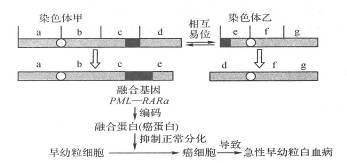 染色体甲 相互易位 染色体乙
a b c d e f g
a b c e d f g
融合基因
PML—RARa
编码
融合蛋白(癌蛋白)
抑制正常分化
早幼粒细胞 癌细胞 导致 急性早幼粒白血病